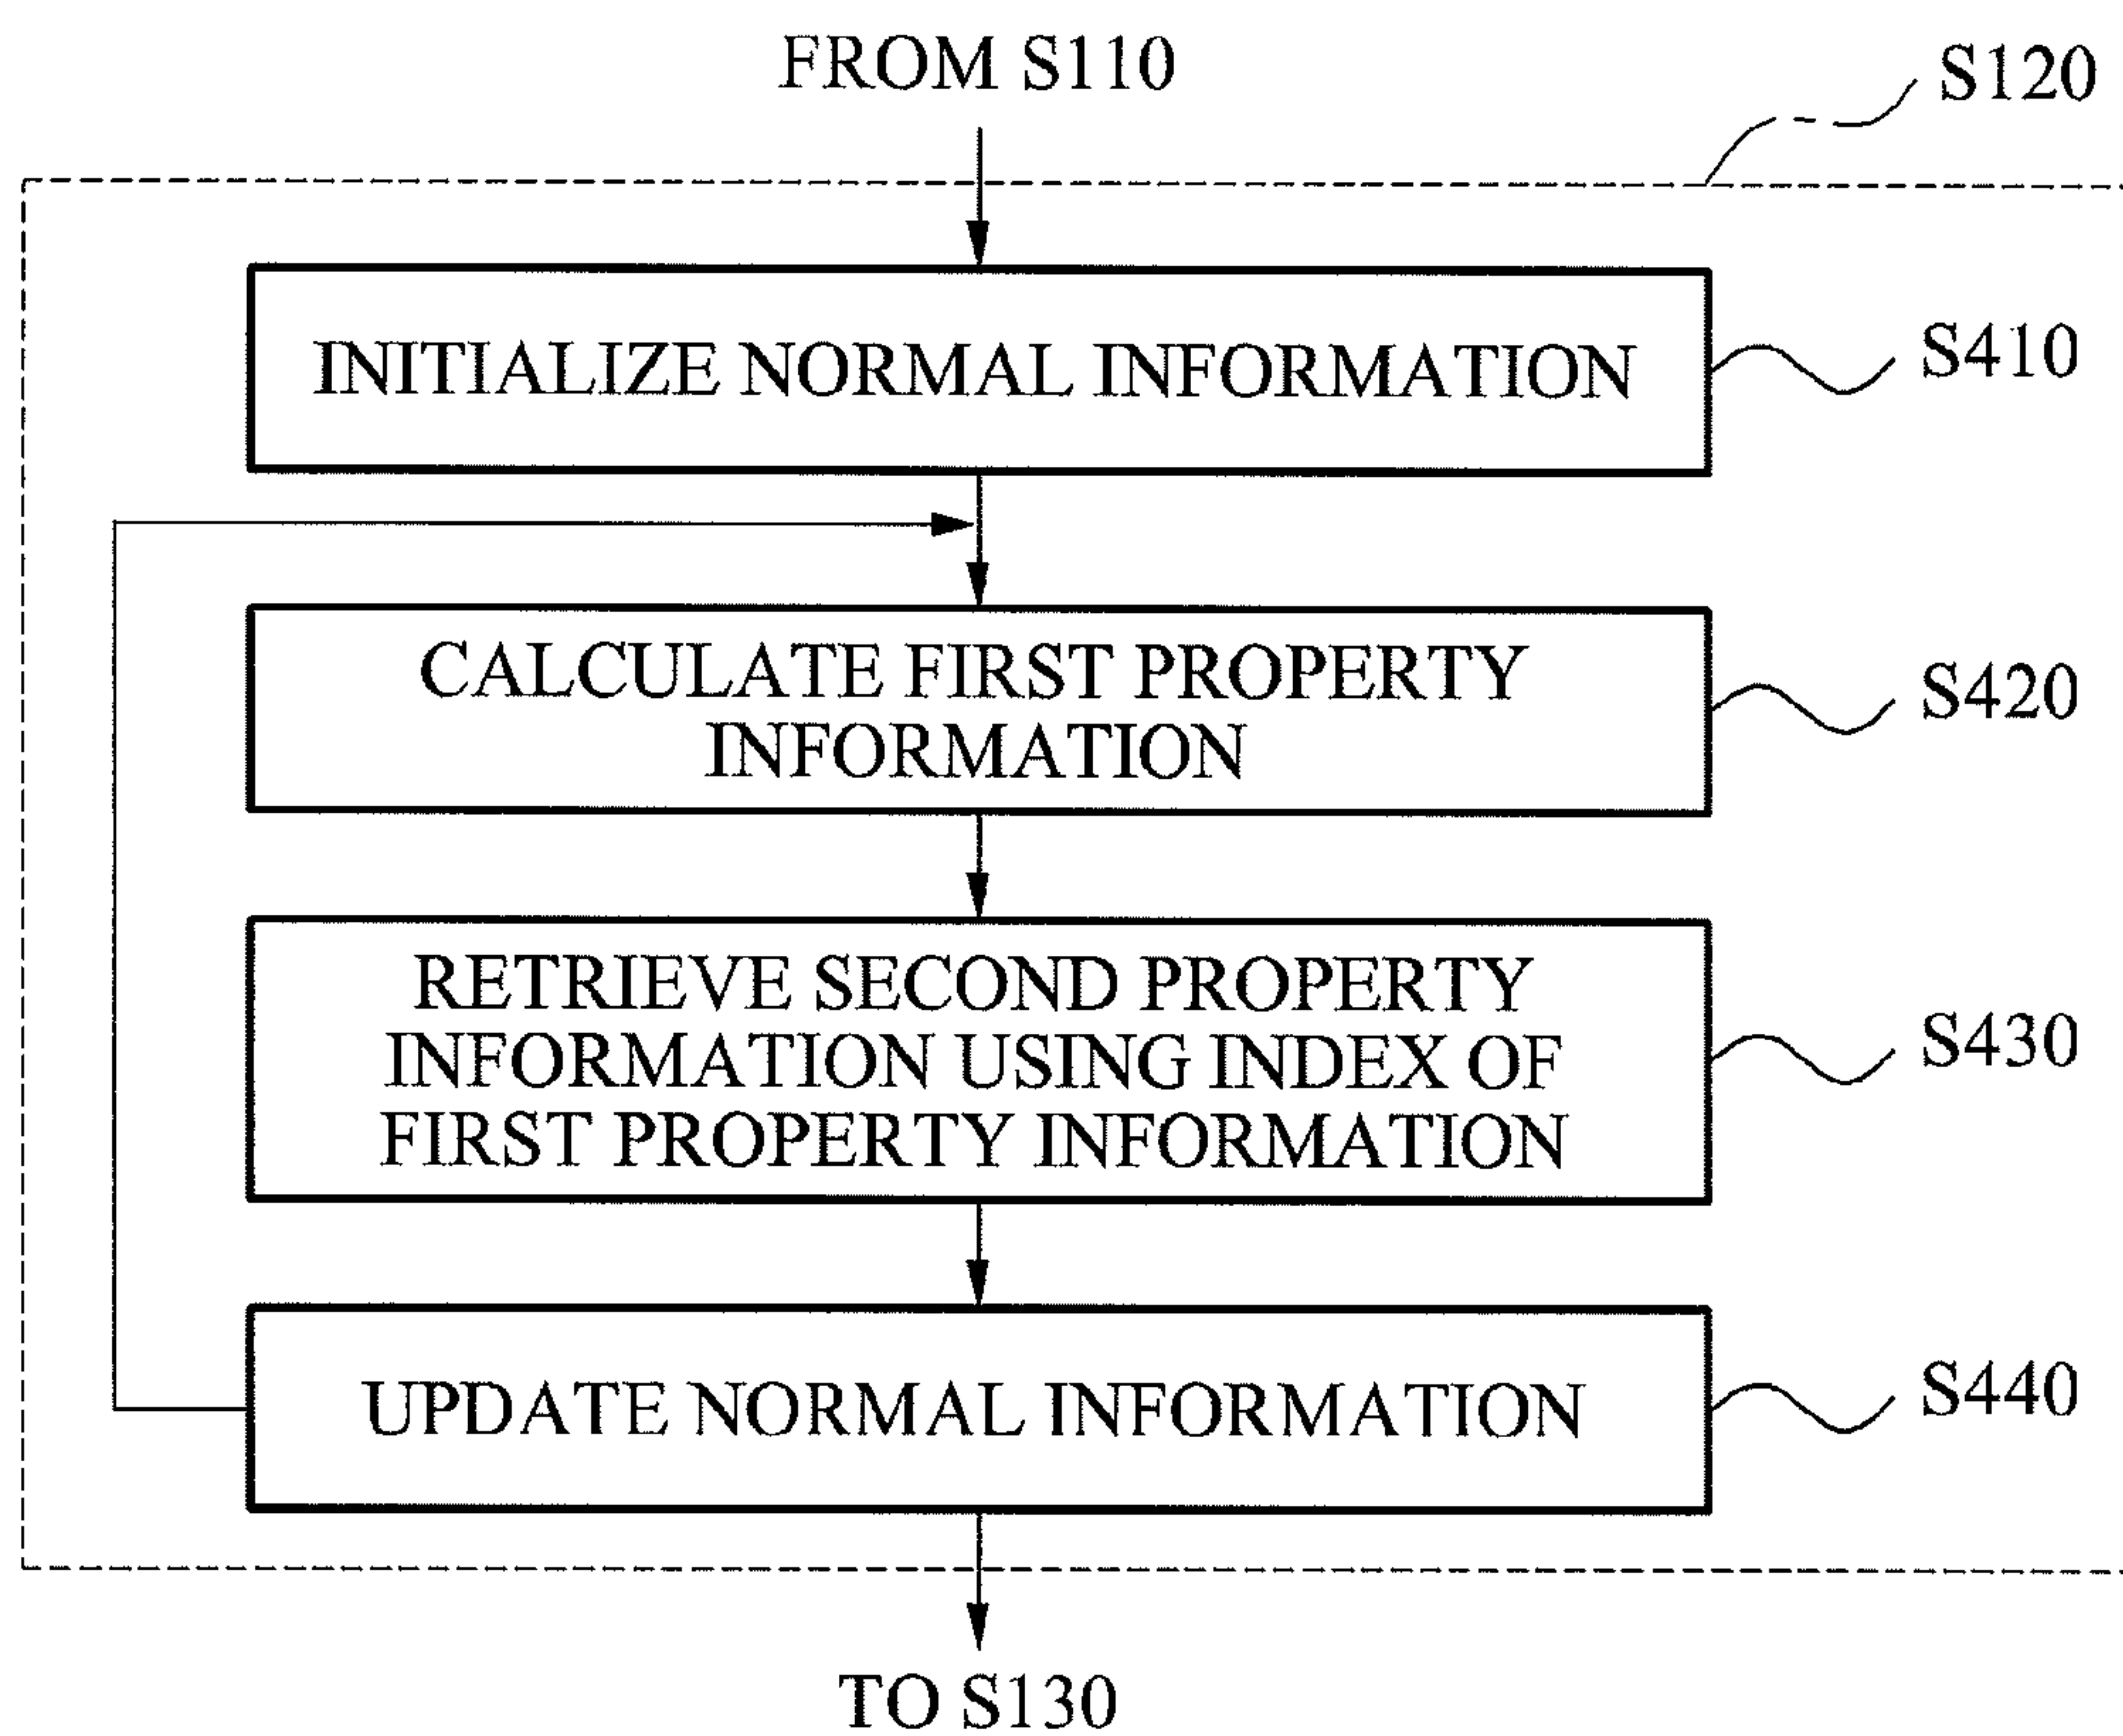 FROM S110
S120
INITIALIZE NORMAL INFORMATION
S410
CALCULATE FIRST PROPERTY
INFORMATION
S420
RETRIEVE SECOND PROPERTY
INFORMATION USING INDEX OF
FIRST PROPERTY INFORMATION
S430
UPDATE NORMAL INFORMATION
S440
TO S130